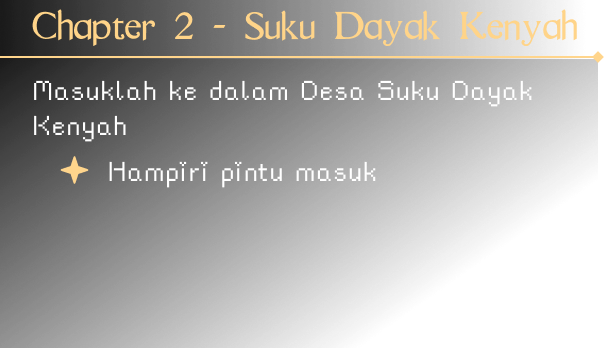 Chapter 2 - Suku Dayak Kenyah
Masuklah ke dalam Desa Suku Dayak
Kenyah
Hampiri pintu masuk